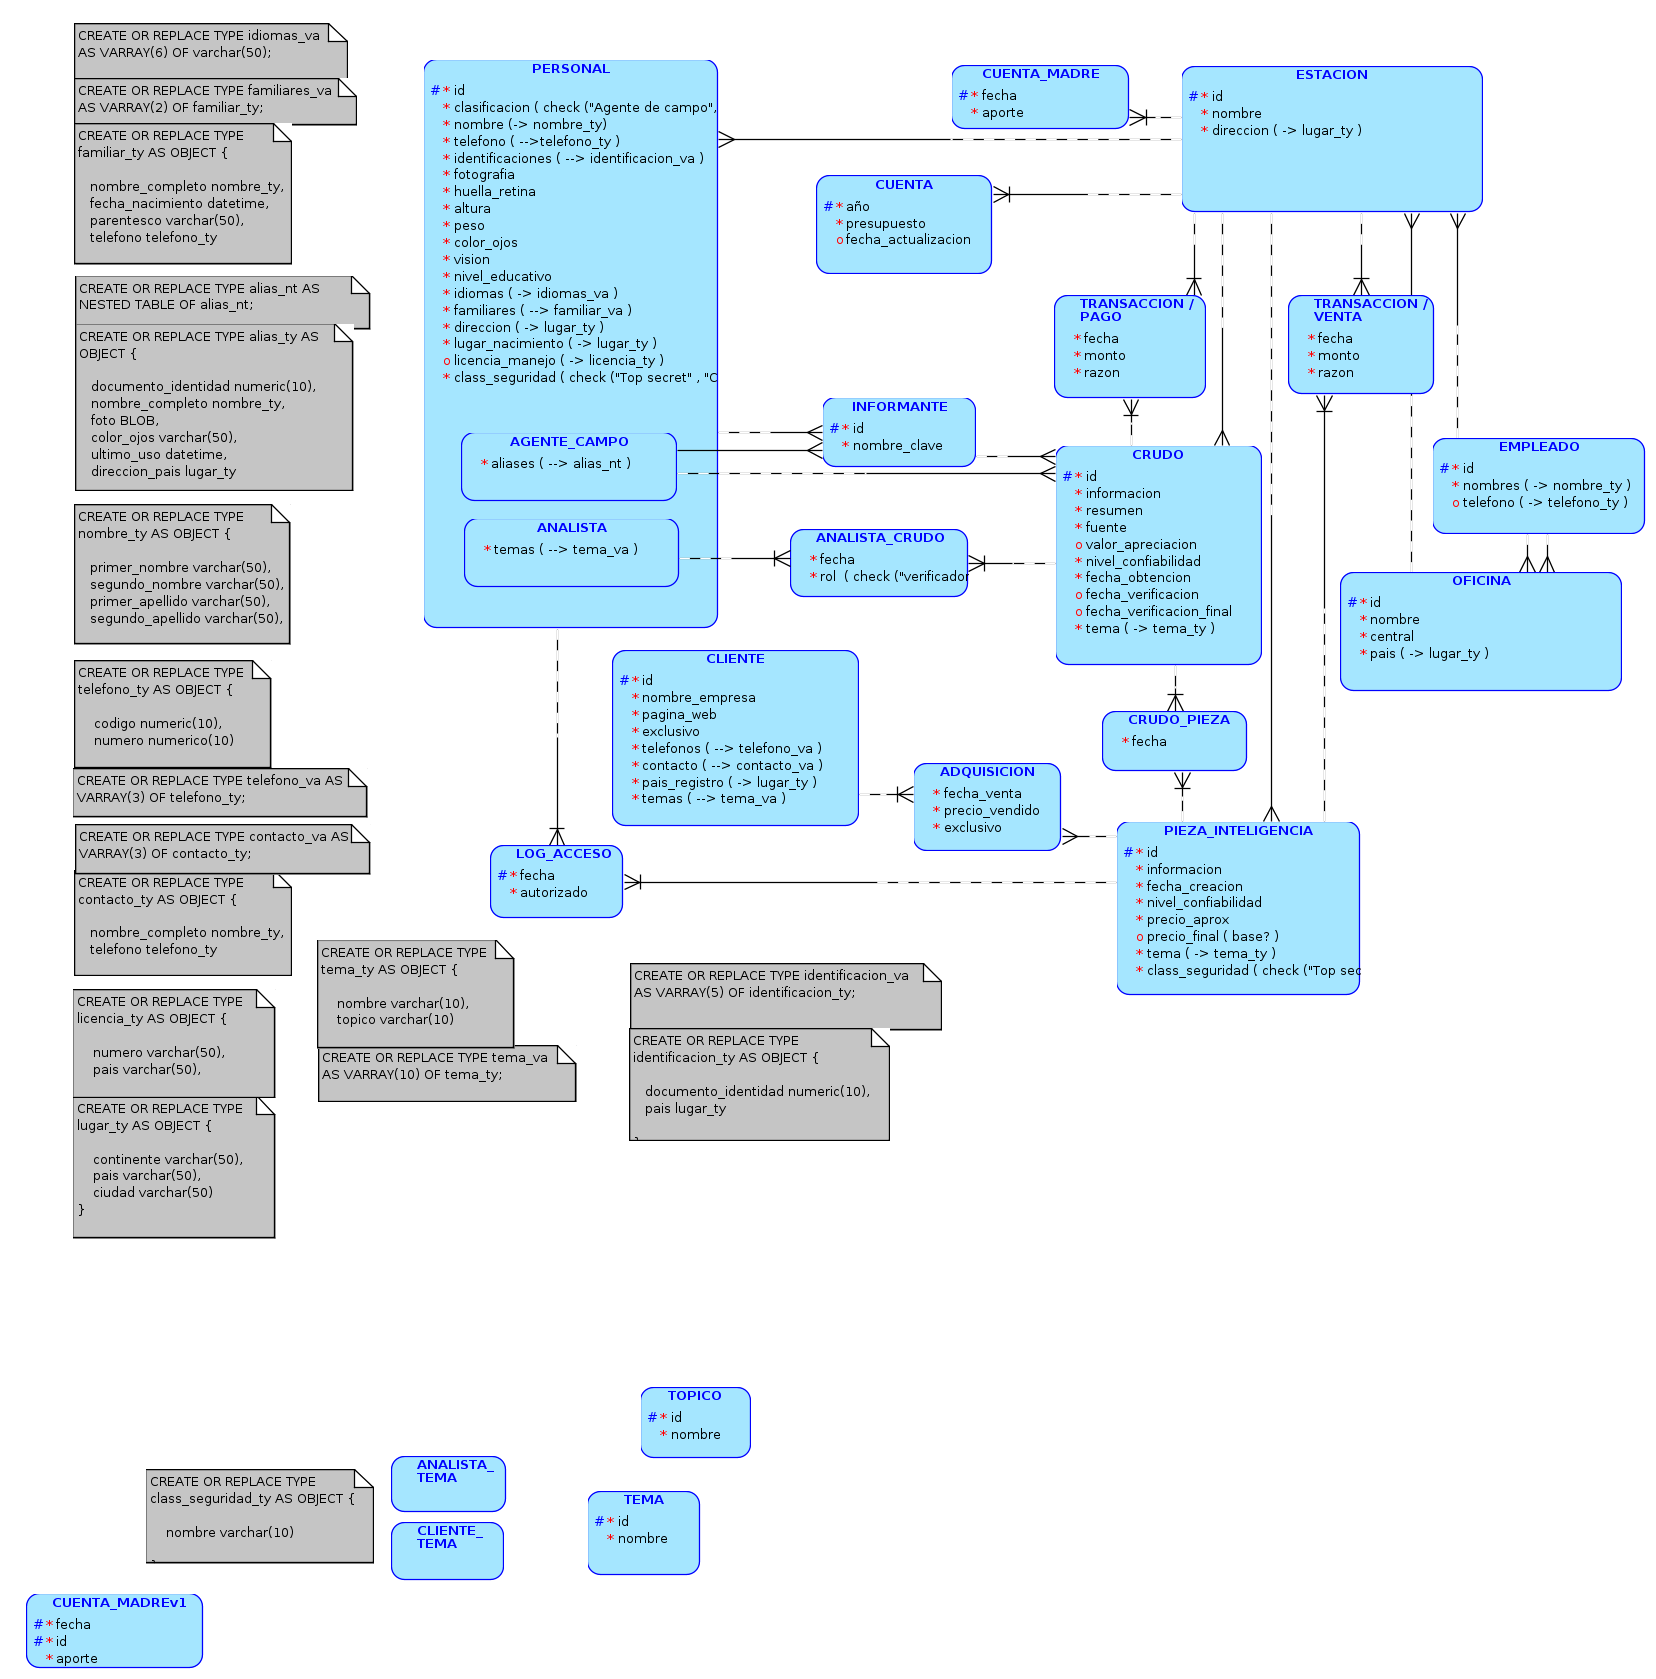 CREATE OR REPLACE TYPE idiomas_va
AS VARRAY(6) OF varchar(50);
CREATE OR REPLACE TYPE familiares_va
AS VARRAY(2) OF familiar_ty;
CREATE OR REPLACE TYPE
familiar_ty AS OBJECT {
nombre_completo nombre_ty,
fecha_nacimiento datetime,
parentesco varchar(50),
telefono telefono_ty
CREATE OR REPLACE TYPE alias_nt AS
NESTED TABLE OF alias_nt;
CREATE OR REPLACE TYPE alias_ty AS
OBJECT {
documento_identidad numeric(10),
nombre_completo nombre_ty,
foto BLOB,
color_ojos varchar(50),
ultimo_uso datetime,
direccion_pais lugar_ty
CREATE OR REPLACE TYPE
nombre_ty AS OBJECT {
primer_nombre varchar(50),
segundo_nombre varchar(50),
primer_apellido varchar(50),
segundo_apellido varchar(50),
CREATE OR REPLACE TYPE
telefono_ty AS OBJECT {
codigo numeric(10),
numero numerico(10)
CREATE OR REPLACE TYPE telefono_va AS
VARRAY(3) OF telefono_ty;
CREATE OR REPLACE TYPE contacto_va AS
VARRAY(3) OF contacto_ty;
CREATE OR REPLACE TYPE
contacto_ty AS OBJECT {
nombre_completo nombre_ty,
telefono telefono_ty
CREATE OR REPLACE TYPE
licencia_ty AS OBJECT {
numero varchar(50),
pais varchar(50),
CREATE OR REPLACE TYPE
lugar_ty AS OBJECT {
continente varchar(50),
pais varchar(50),
ciudad varchar(50)
}
PERSONAL
# * id
* clasificacion ( check ("Agente de campo",
* nombre (-> nombre_ty)
* telefono ( -->telefono_ty )
* identificaciones ( --> identificacion_va )
* fotografia
* huella_retina
* altura
* peso
* color_ojos
* vision
* nivel_educativo
* idiomas ( -> idiomas_va )
* familiares ( --> familiar_va )
* direccion ( -> lugar_ty )
* lugar_nacimiento ( -> lugar_ty )
o licencia_manejo ( -> licencia_ty )
* class_seguridad ( check ("Top secret" , "C
AGENTE_CAMPO
* aliases ( --> alias_nt )
ANALISTA
* temas ( --> tema_va )
CUENTA_MADRE
# * fecha
* aporte
ESTACION
# * id
* nombre
* direccion ( -> lugar_ty )
CUENTA
# * año
* presupuesto
o fecha_actualizacion
TRANSACCION /
PAGO
* fecha
* monto
* razon
TRANSACCION /
VENTA
* fecha
* monto
* razon
INFORMANTE
# * id
* nombre_clave
CRUDO
# * id
* informacion
* resumen
* fuente
o valor_apreciacion
* nivel_confiabilidad
* fecha_obtencion
o fecha_verificacion
o fecha_verificacion_final
* tema ( -> tema_ty )
EMPLEADO
# * id
* nombres ( -> nombre_ty )
o telefono ( -> telefono_ty )
ANALISTA_CRUDO
* fecha
* rol ( check ("verificador
OFICINA
# * id
* nombre
* central
* pais ( -> lugar_ty )
CLIENTE
# * id
* nombre_empresa
* pagina_web
* exclusivo
* telefonos ( --> telefono_va )
* contacto ( --> contacto_va )
* pais_registro ( -> lugar_ty )
* temas ( --> tema_va )
CRUDO_PIEZA
* fecha
ADQUISICION
* fecha_venta
* precio_vendido
* exclusivo
LOG_ACCESO
# * fecha
* autorizado
PIEZA_INTELIGENCIA
# * id
* informacion
* fecha_creacion
* nivel_confiabilidad
* precio_aprox
o precio_final ( base? )
* tema ( -> tema_ty )
* class_seguridad ( check ("Top sec
CREATE OR REPLACE TYPE
tema_ty AS OBJECT {
nombre varchar(10),
topico varchar(10)
CREATE OR REPLACE TYPE tema_va
AS VARRAY(10) OF tema_ty;
CREATE OR REPLACE TYPE identificacion_va
AS VARRAY(5) OF identificacion_ty;
CREATE OR REPLACE TYPE
identificacion_ty AS OBJECT {
documento_identidad numeric(10),
pais lugar_ty
TOPICO
# * id
* nombre
CREATE OR REPLACE TYPE
class_seguridad_ty AS OBJECT {
nombre varchar(10)
ANALISTA_
TEMA
CLIENTE_
TEMA
TEMA
# * id
* nombre
CUENTA_MADREv1
# * fecha
# * id
* aporte